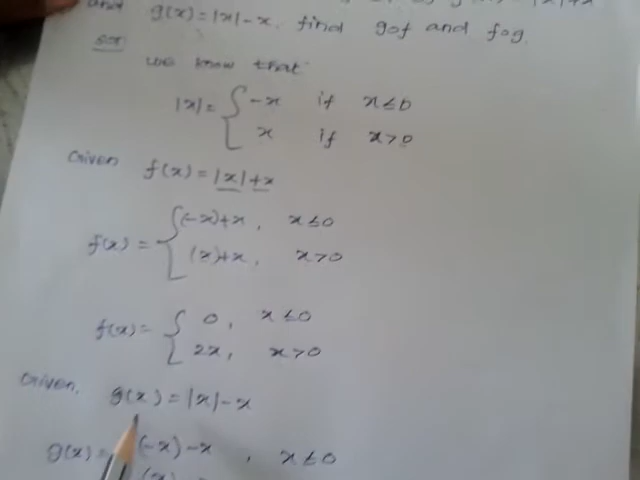 and g(x) = |x| - x. find gof and fog.
Sol
we know that
|x| = { -x if x ≤ 0
x if x > 0
Given f(x) = |x| + x
f(x) = { (-x)+x, x ≤ 0
(x)+x, x > 0
f(x) = { 0, x ≤ 0
2x, x > 0
Given, g(x) = |x| - x
g(x) = (-x) - x, x ≤ 0
(x)